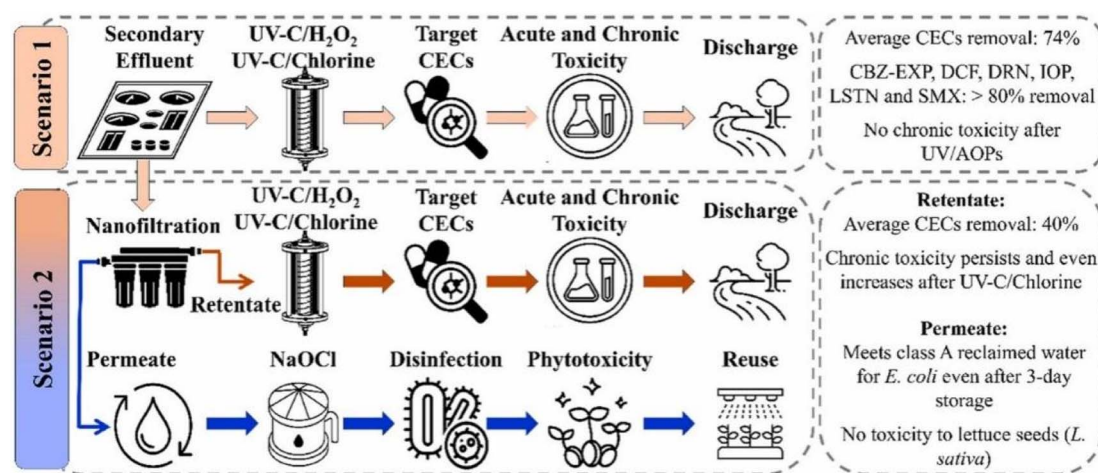 Scenario 1
Secondary
Effluent
UV-C/H₂O₂
UV-C/Chlorine
Target
CECs
Acute and Chronic
Toxicity
Discharge
Average CECs removal: 74%
CBZ-EXP, DCF, DRN, IOP,
LSTN and SMX: > 80% removal
No chronic toxicity after
UV/AOPs
Scenario 2
Nanofiltration
UV-C/H₂O₂
UV-C/Chlorine
Target
CECs
Acute and Chronic
Toxicity
Discharge
Retentate
Permeate
NaOCl
Disinfection
Phytotoxicity
Reuse
Retentate:
Average CECs removal: 40%
Chronic toxicity persists and even
increases after UV-C/Chlorine
Permeate:
Meets class A reclaimed water
for E. coli even after 3-day
storage
No toxicity to lettuce seeds (L.
sativa)